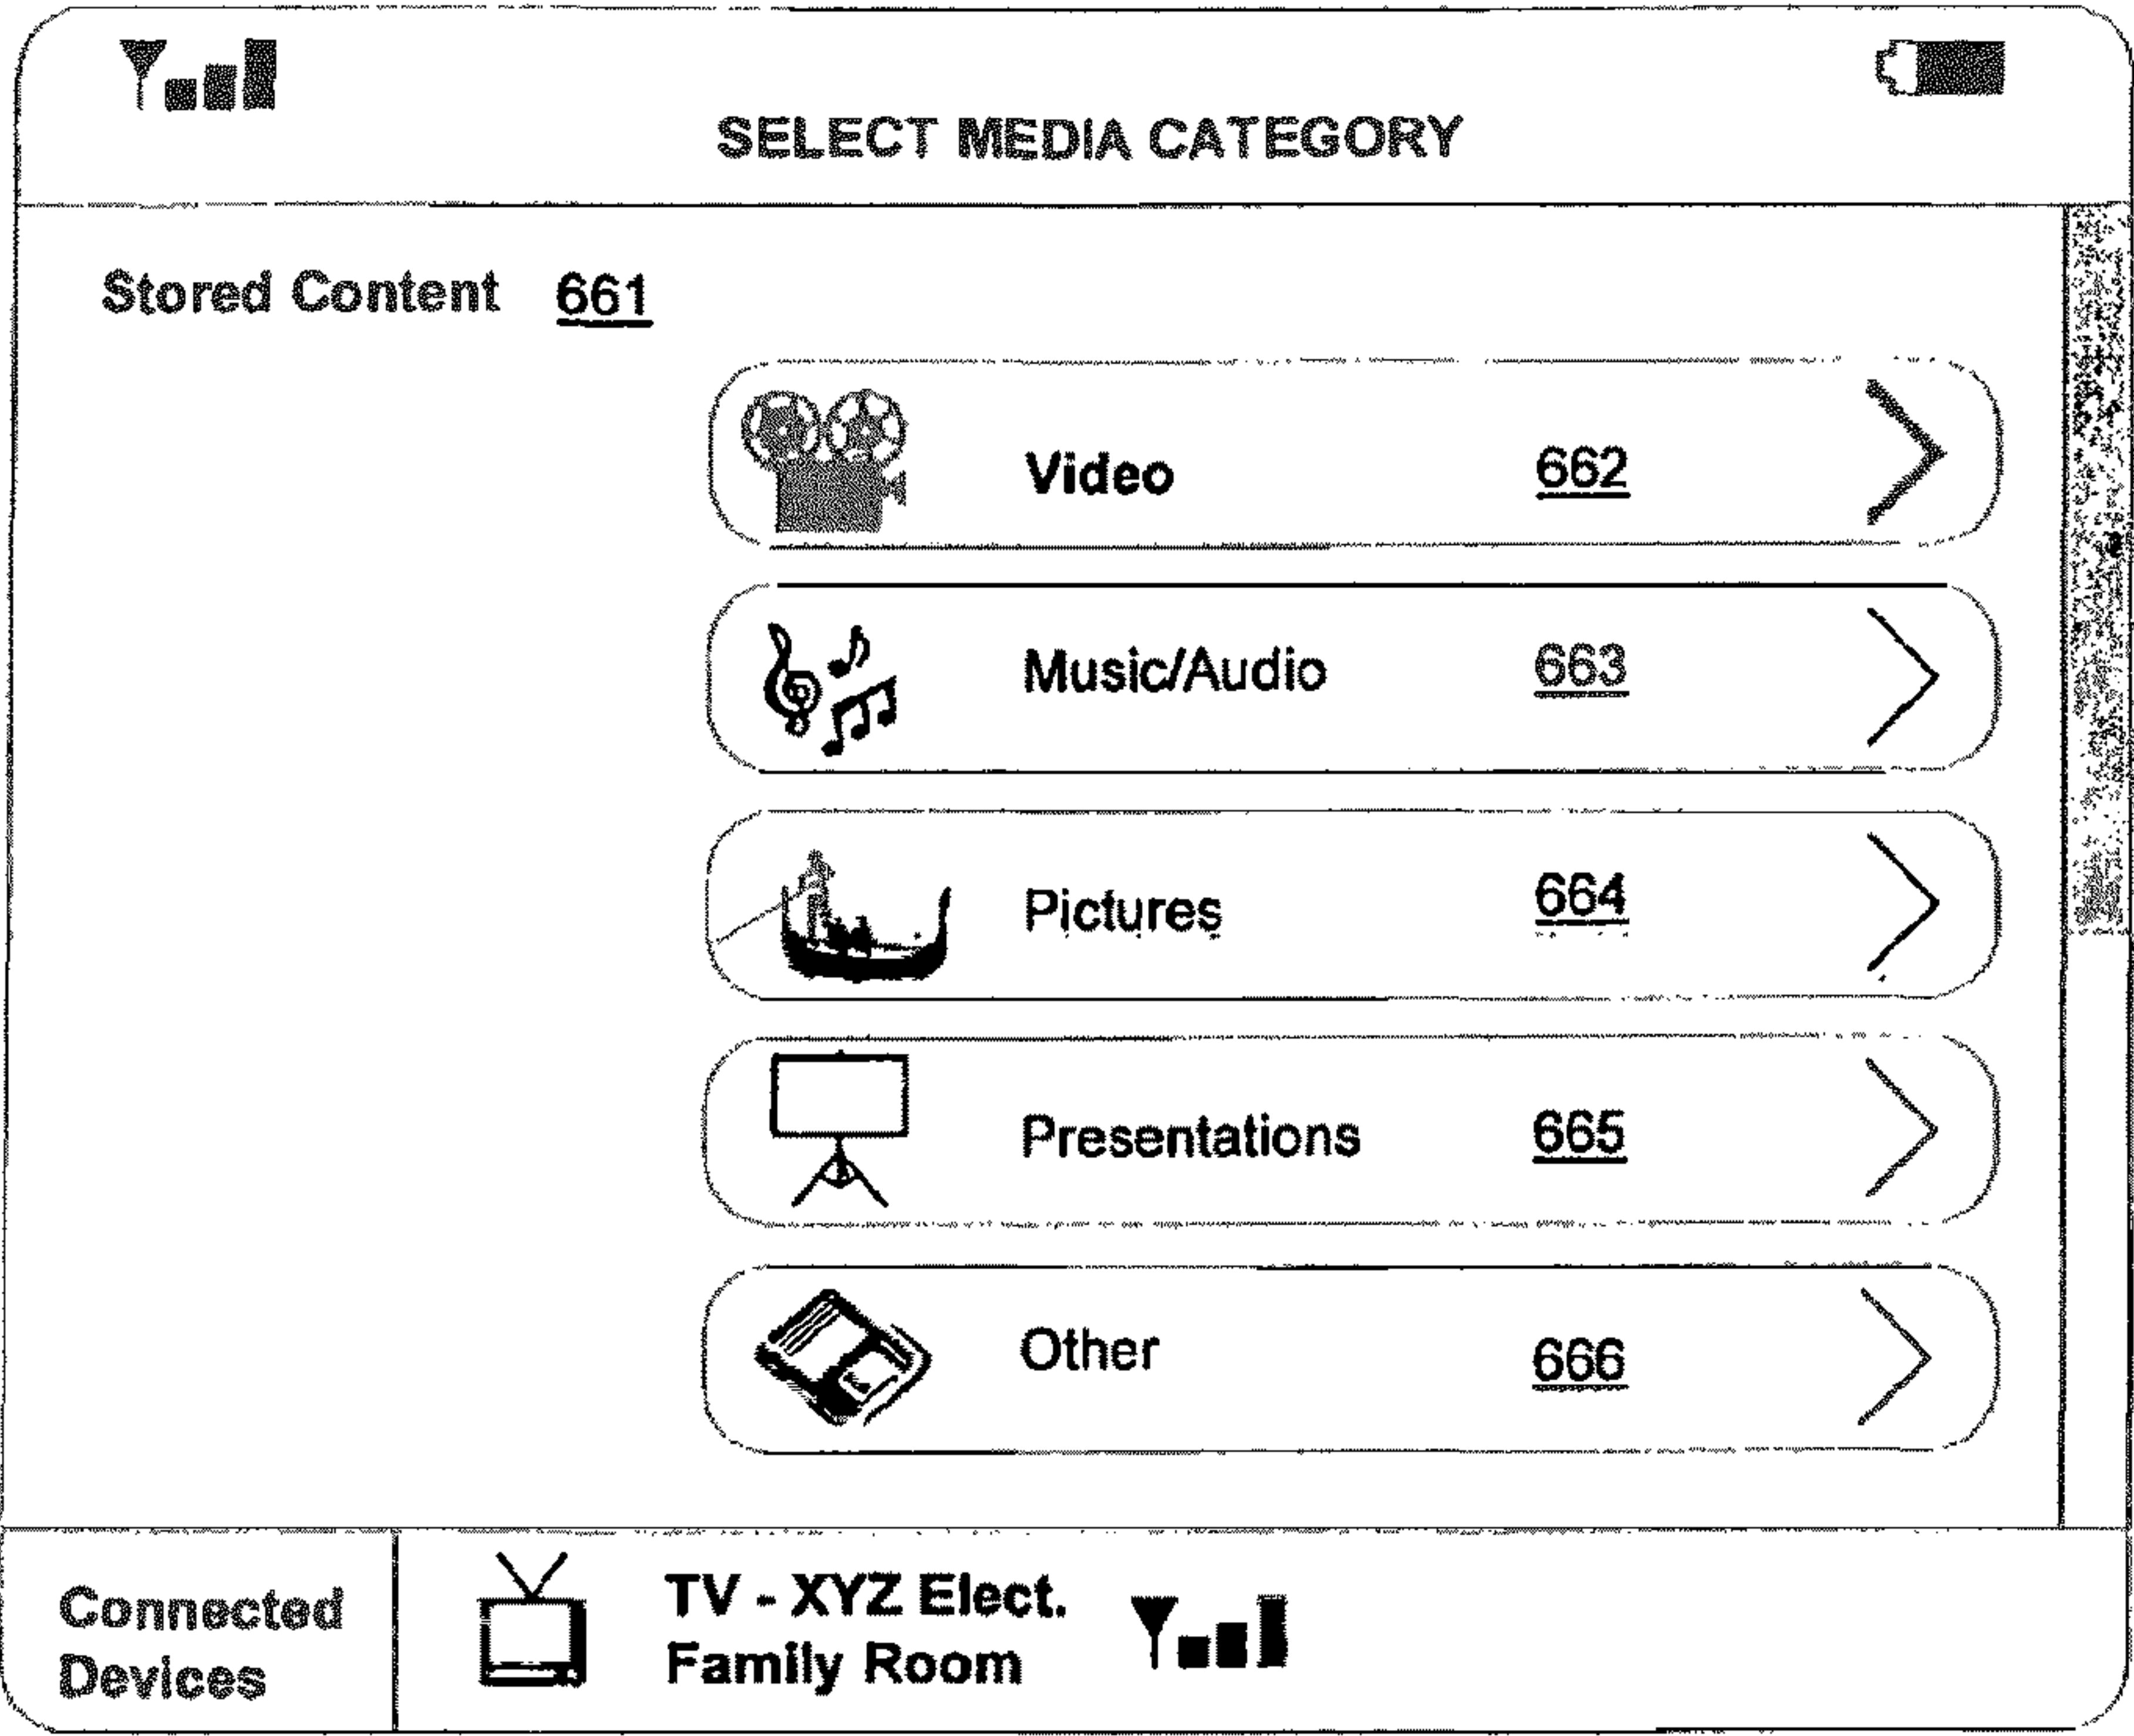 SELECT MEDIA CATEGORY
Stored Content 661
Video 662
Music/Audio 663
Pictures 664
Presentations 665
Other 666
Connected
Devices
TV - XYZ Elect.
Family Room